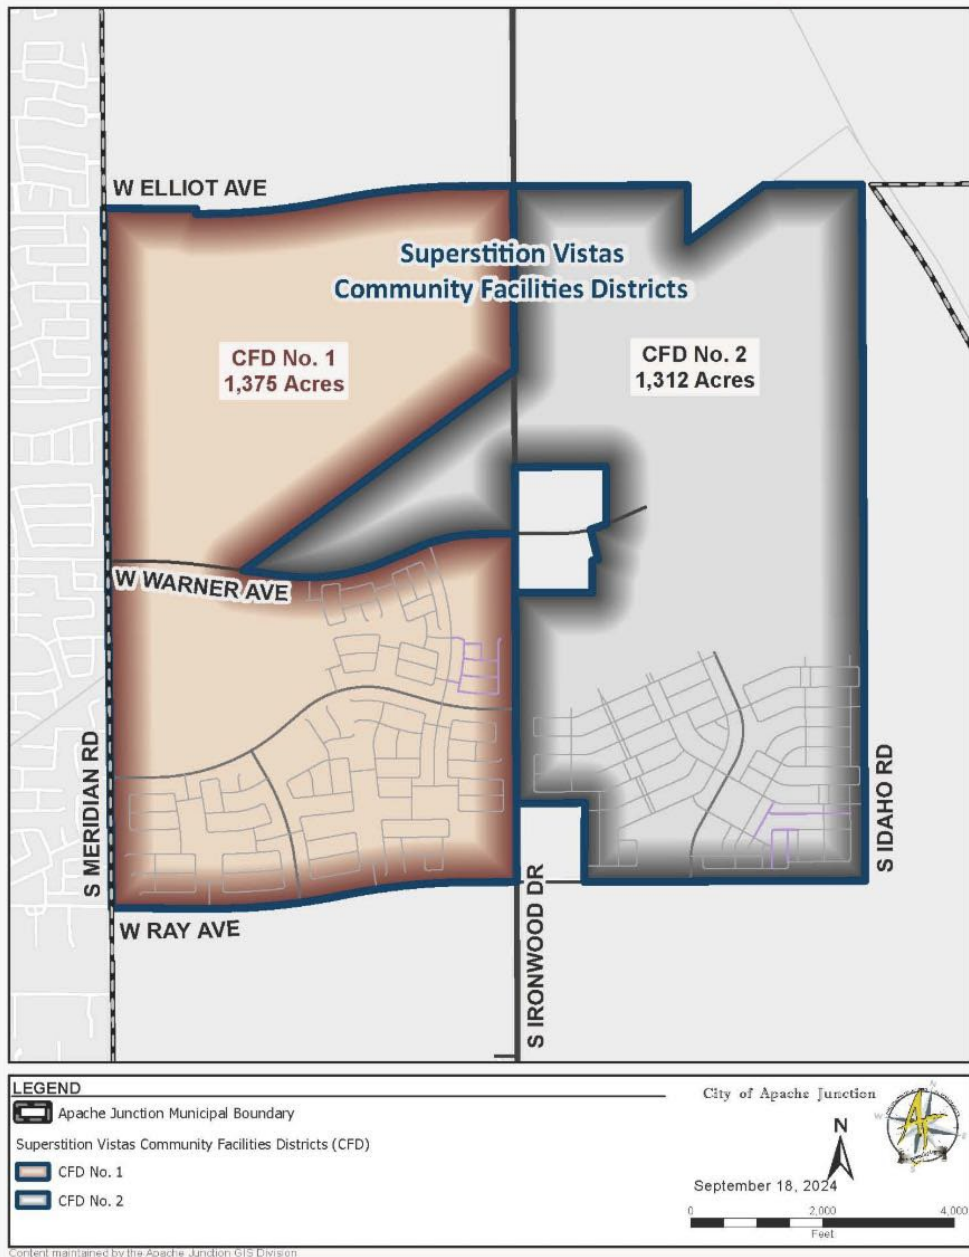 W ELLIOT AVE
Superstition Vistas
Community Facilities Districts
CFD No. 1
1,375 Acres
CFD No. 2
1,312 Acres
W WARNER AVE
S MERIDIAN RD
S IDAHO RD
S IRONWOOD DR
W RAY AVE
LEGEND
Apache Junction Municipal Boundary
Superstition Vistas Community Facilities Districts (CFD)
CFD No. 1
CFD No. 2
City of Apache Junction
N
September 18, 2024
0 2,000 4,000
Feet
Content maintained by the Apache Junction GIS Division